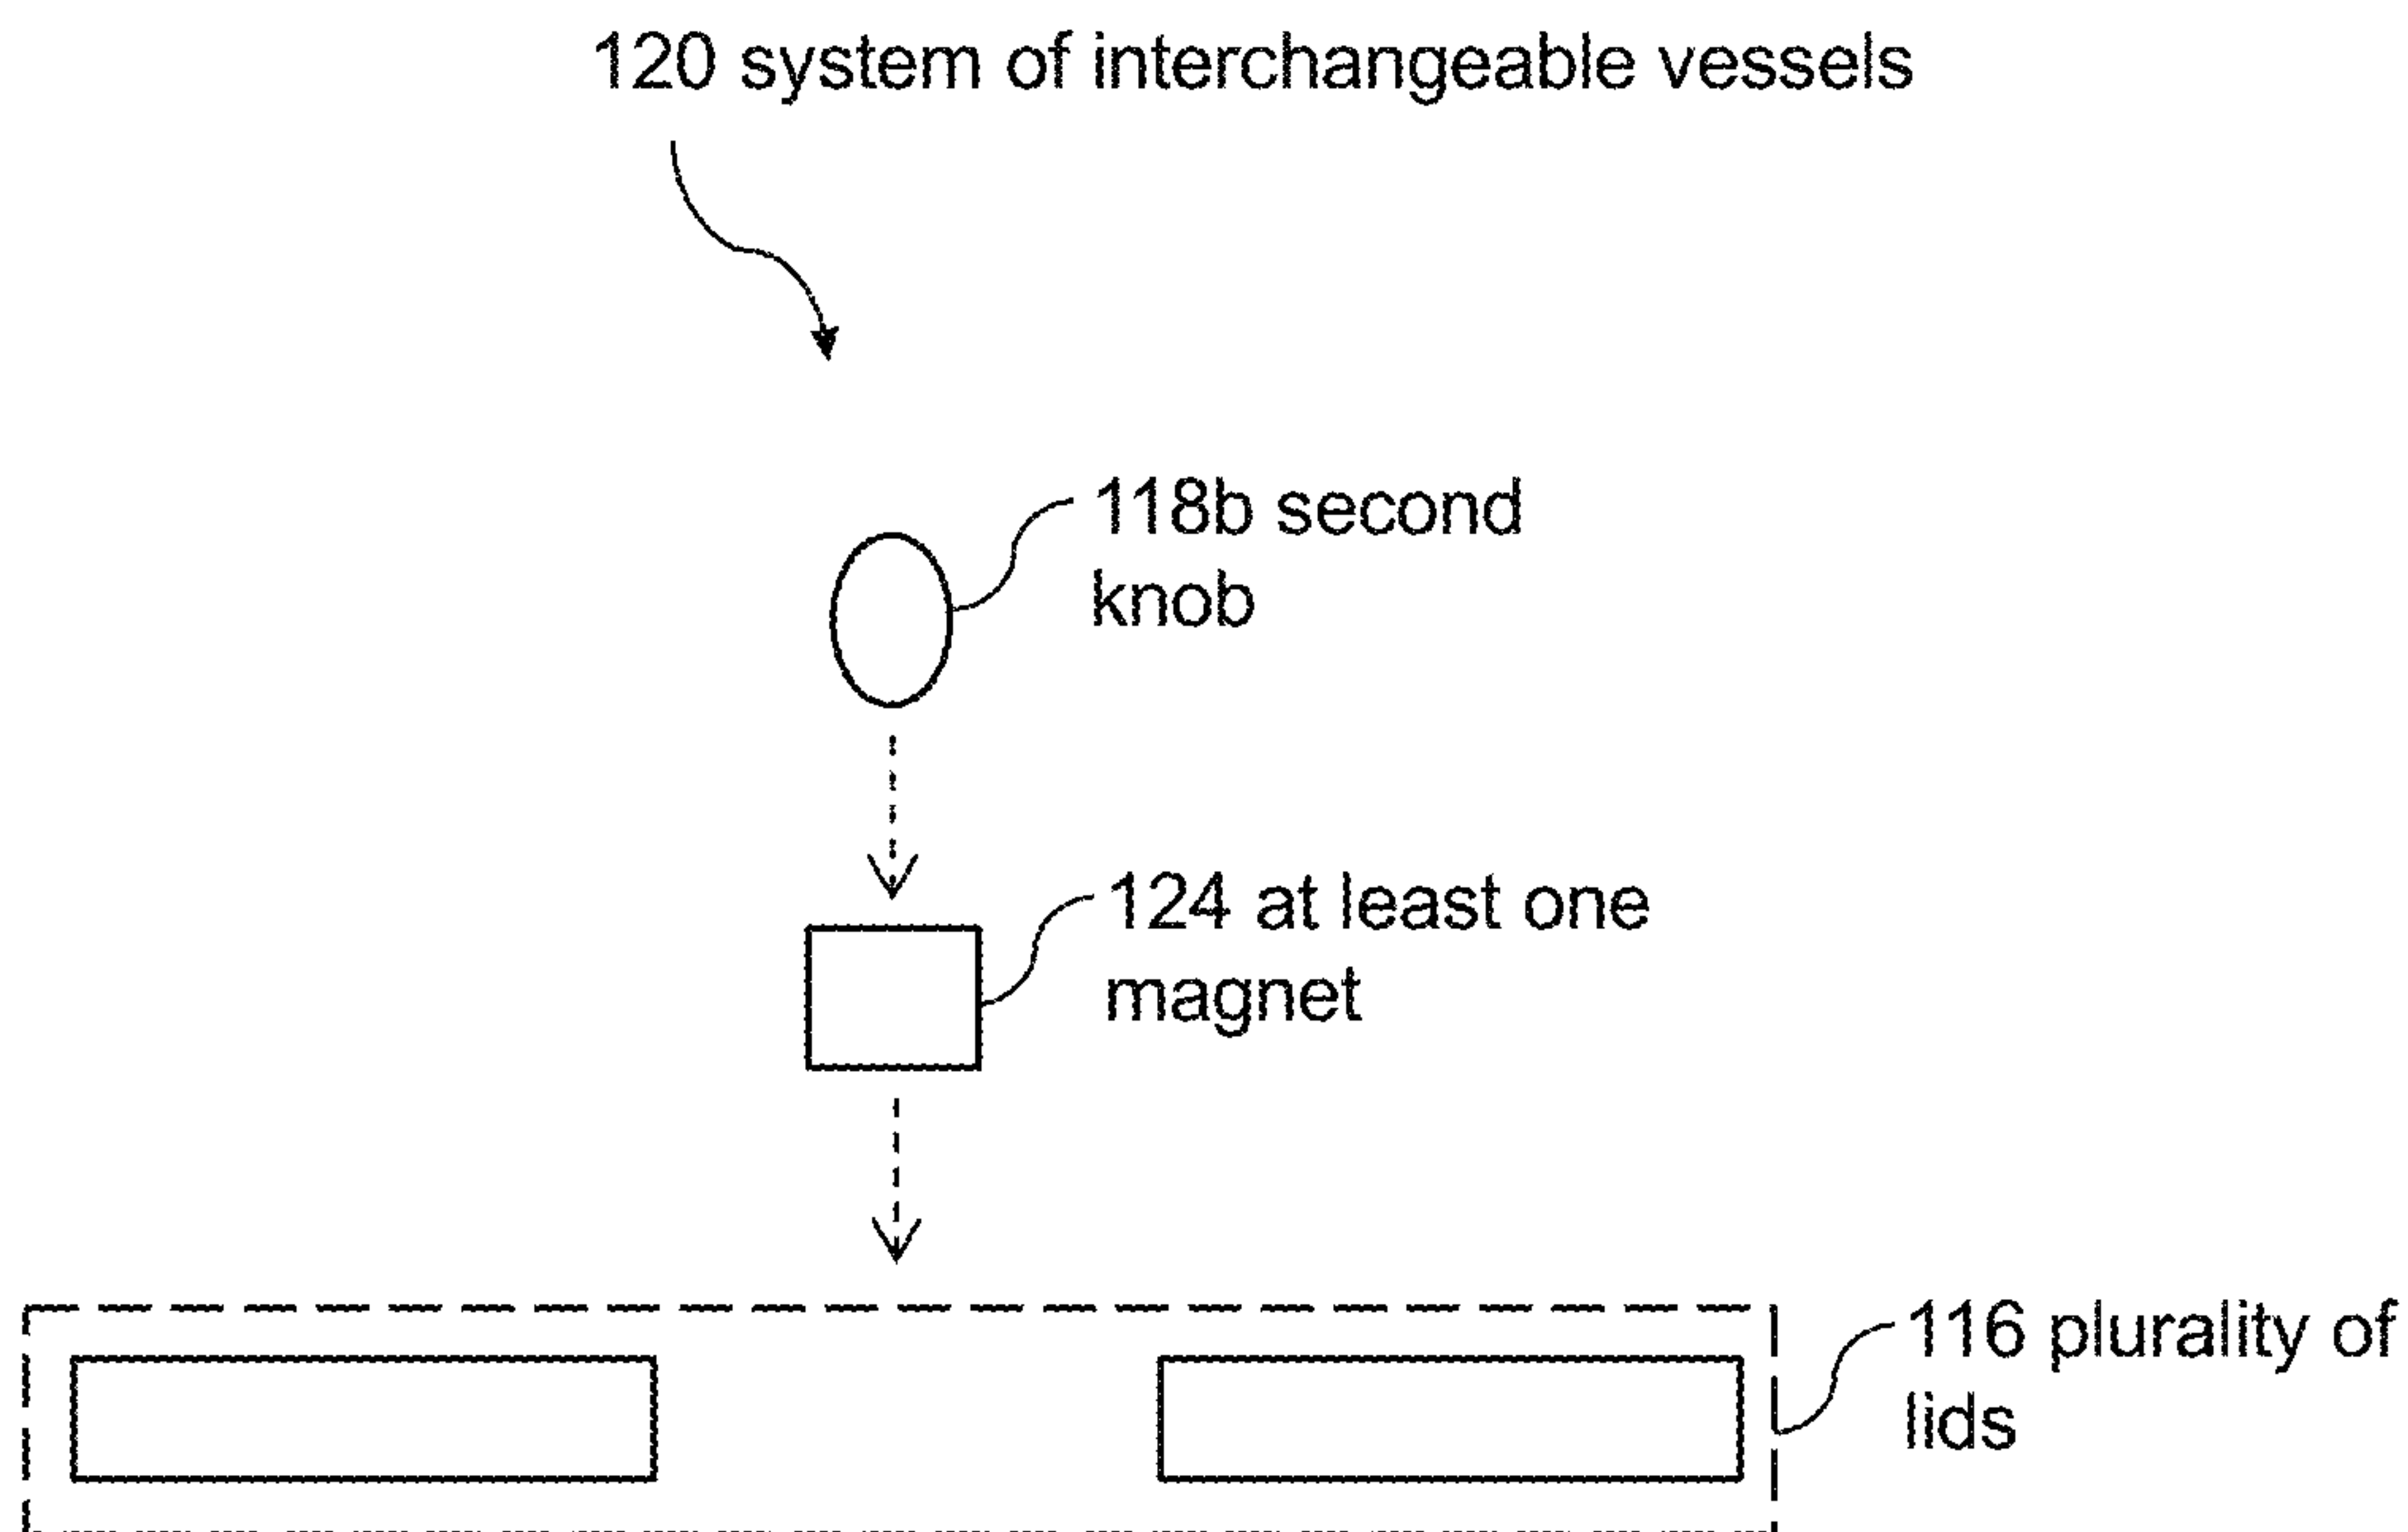 120 system of interchangeable vessels
118b second
knob
124 at least one
magnet
116 plurality of
lids